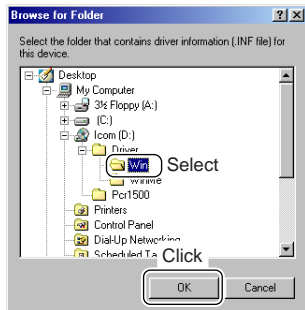 Browse for Folder
Select the folder that contains driver information (.INF file) for
this device.
Desktop
My Computer
3½ Floppy (A:)
(C:)
Icom (D:)
Driver
Win
Select
WinMe
Pcr1500
Printers
Control Panel
Dial-Up Networking
Scheduled Ta
Click
OK
Cancel